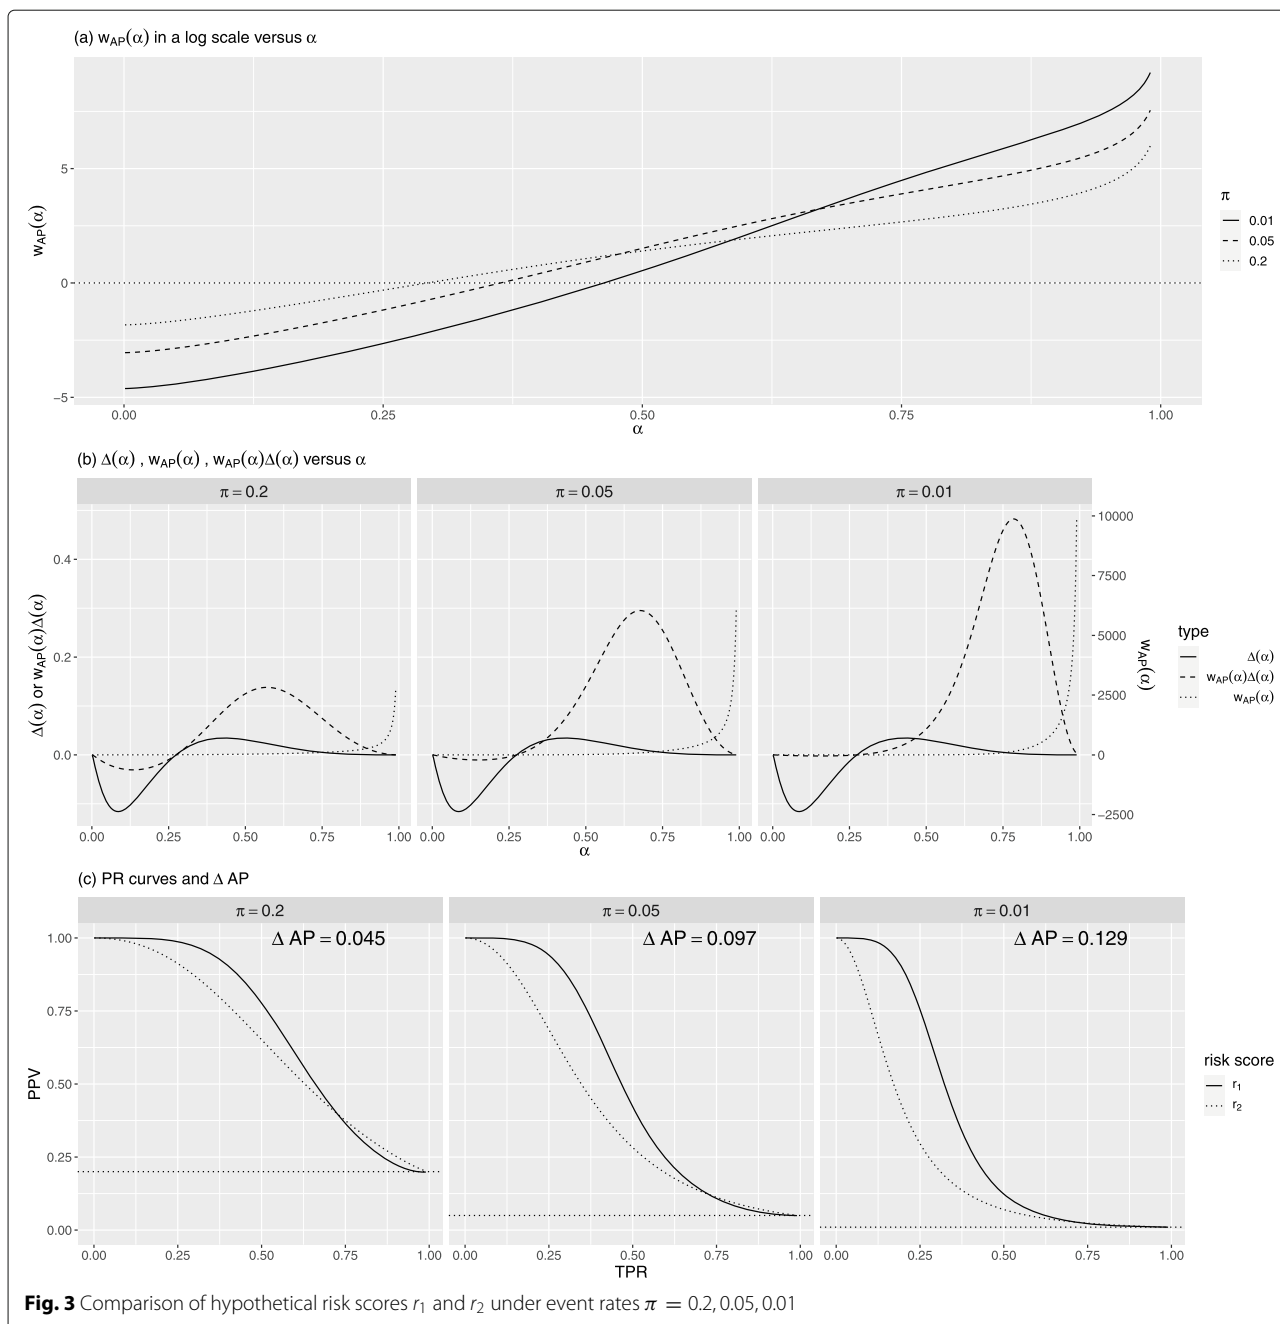 (a) wAP(α) in a log scale versus α
wAP(α)
5
0
−5
0.00 0.25 0.50 0.75 1.00
α
π
0.01
0.05
0.2
(b) Δ(α) , wAP(α) , wAP(α)Δ(α) versus α
π = 0.2 π = 0.05 π = 0.01
Δ(α) or wAP(α)Δ(α)
0.4
0.2
0.0
10000
7500
5000
2500
0
−2500
wAP(α)
0.00 0.25 0.50 0.75 1.00 0.00 0.25 0.50 0.75 1.00 0.00 0.25 0.50 0.75 1.00
α
type
Δ(α)
wAP(α)Δ(α)
wAP(α)
(c) PR curves and Δ AP
π = 0.2 π = 0.05 π = 0.01
Δ AP = 0.045 Δ AP = 0.097 Δ AP = 0.129
PPV
1.00
0.75
0.50
0.25
0.00
0.00 0.25 0.50 0.75 1.00 0.00 0.25 0.50 0.75 1.00 0.00 0.25 0.50 0.75 1.00
TPR
risk score
r1
r2
Fig. 3 Comparison of hypothetical risk scores r1 and r2 under event rates π = 0.2, 0.05, 0.01